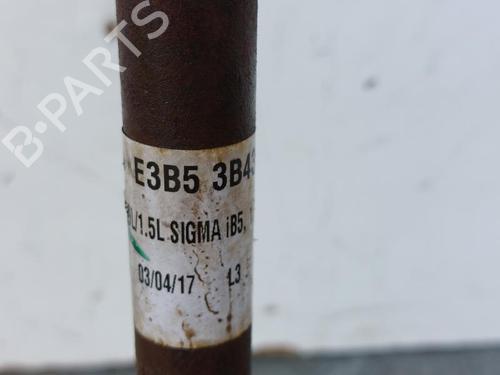 B-PARTS
E3B5 3B43
L/1.5L SIGMA iB5,
03/04/17 L3